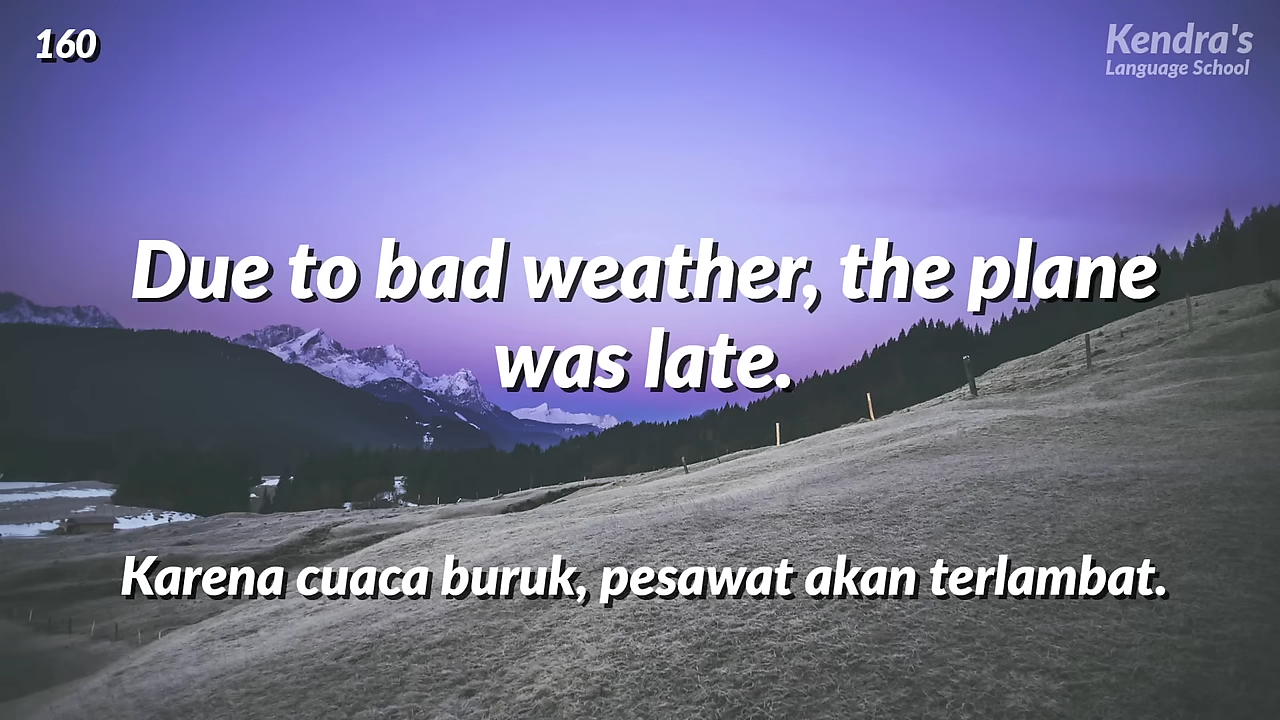 160
Kendra's
Language School
Due to bad weather, the plane
was late.
Karena cuaca buruk, pesawat akan terlambat.